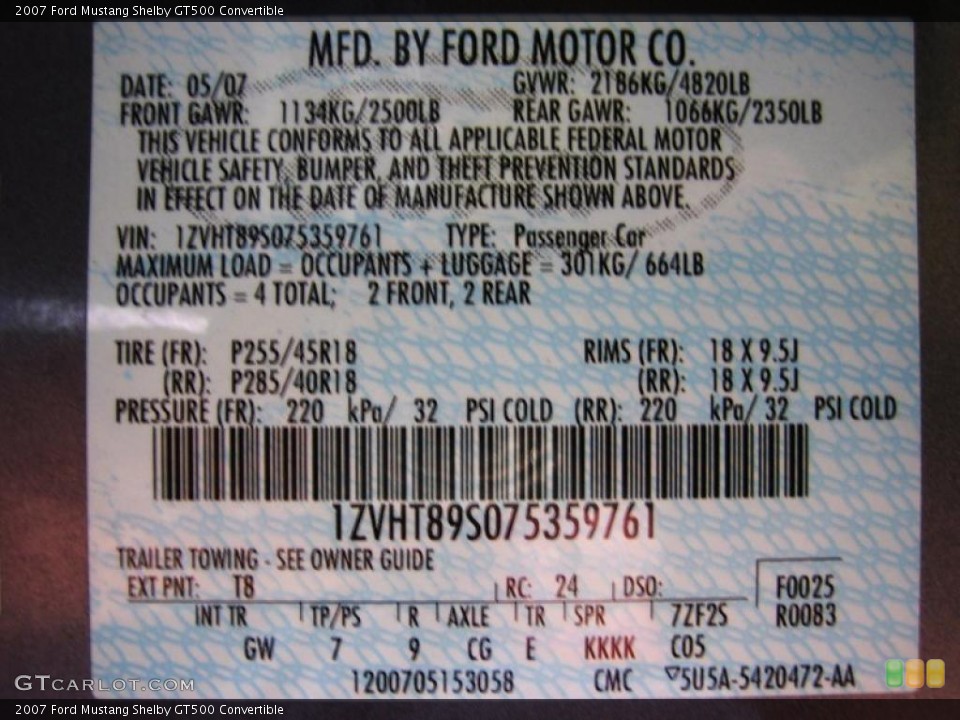 2007 Ford Mustang Shelby GT500 Convertible
MFD. BY FORD MOTOR CO.
DATE: 05/07 GVWR: 2186KG/4820LB
FRONT GAWR: 1134KG/2500LB REAR GAWR: 1066KG/2350LB
THIS VEHICLE CONFORMS TO ALL APPLICABLE FEDERAL MOTOR
VEHICLE SAFETY, BUMPER, AND THEFT PREVENTION STANDARDS
IN EFFECT ON THE DATE OF MANUFACTURE SHOWN ABOVE.
VIN: 1ZVHT89S075359761 TYPE: Passenger Car
MAXIMUM LOAD = OCCUPANTS + LUGGAGE = 301KG/ 664LB
OCCUPANTS = 4 TOTAL; 2 FRONT, 2 REAR
TIRE (FR): P255/45R18 RIMS (FR): 18 X 9.5J
(RR): P285/40R18 (RR): 18 X 9.5J
PRESSURE (FR): 220 kPa/ 32 PSI COLD (RR): 220 kPa/ 32 PSI COLD
1ZVHT89S075359761
TRAILER TOWING - SEE OWNER GUIDE
EXT PNT: T8 RC: 24 DSO: F0025
INT TR TP/PS R AXLE TR SPR 7ZF2S R0083
GW 7 9 CG E KKKK C05
1200705153058 CMC 5U5A-5420472-AA
GTCARLOT.COM
2007 Ford Mustang Shelby GT500 Convertible